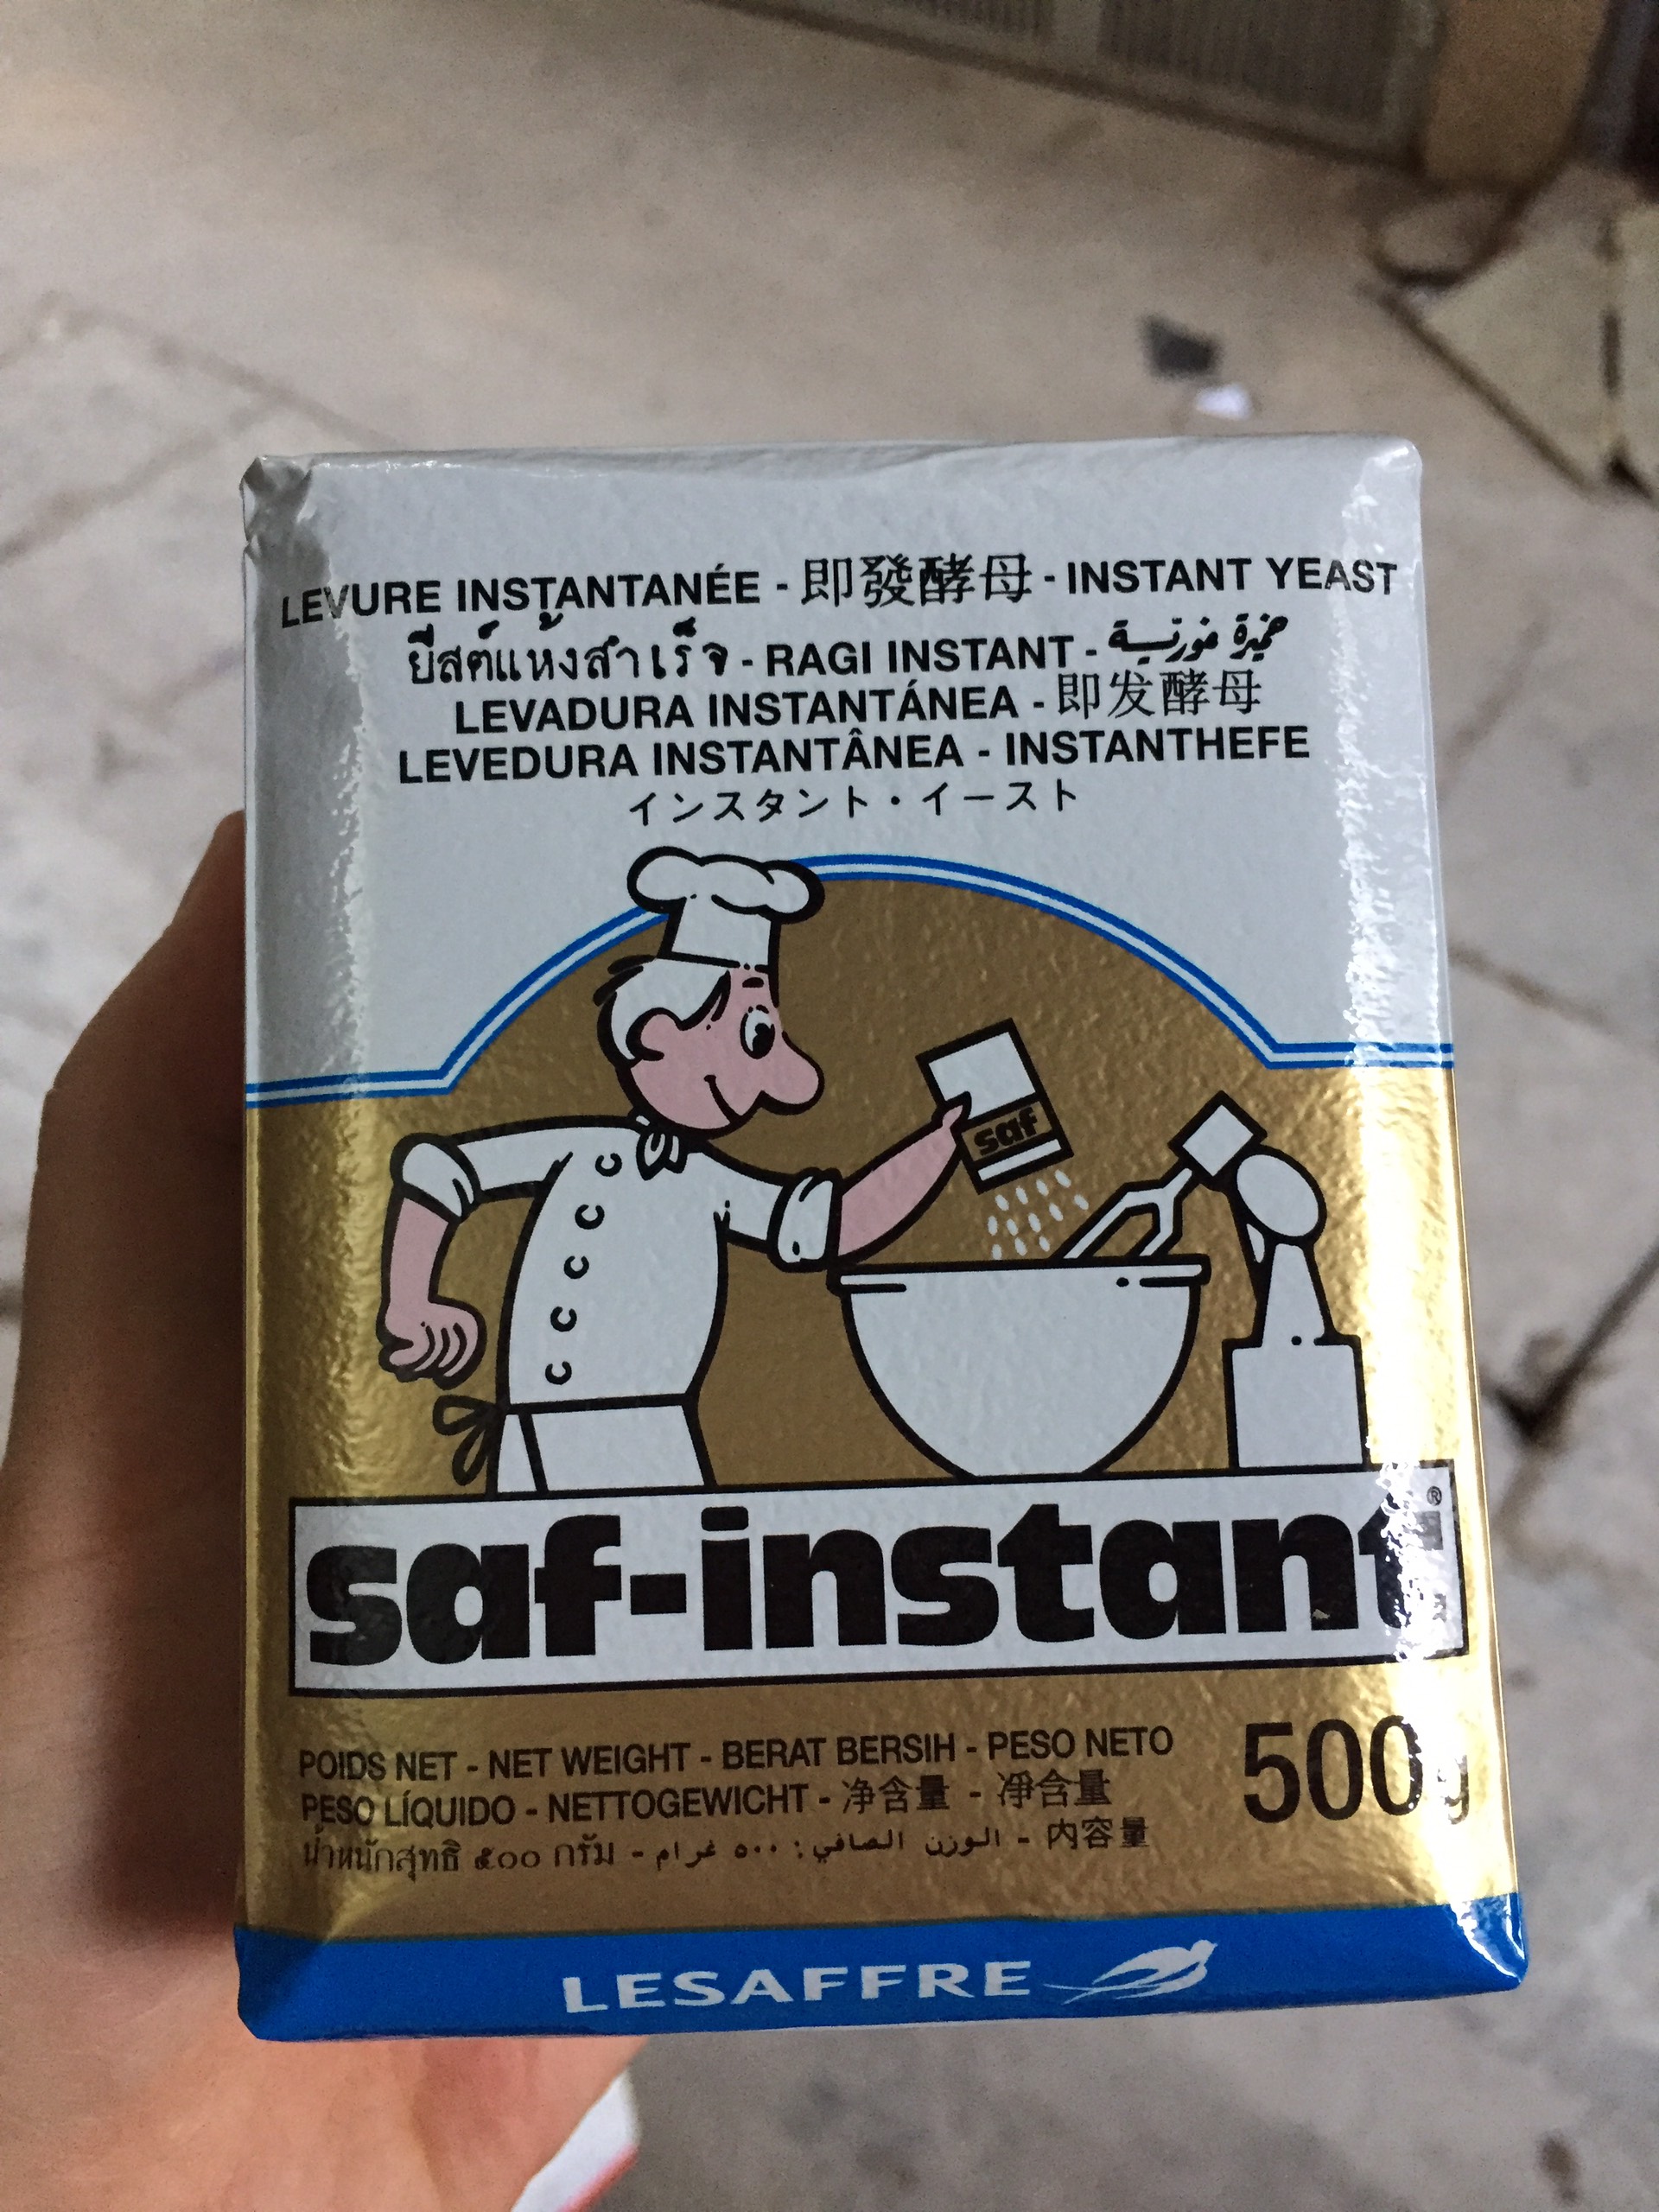 LEVURE INSTANTANÉE - 即發酵母 - INSTANT YEAST
ยีสต์แห้งสำเร็จ - RAGI INSTANT - خميرة فورية
LEVADURA INSTANTÁNEA - 即发酵母
LEVEDURA INSTANTÂNEA - INSTANTHEFE
インスタント・イースト
saf
saf-instant®
POIDS NET - NET WEIGHT - BERAT BERSIH - PESO NETO
PESO LÍQUIDO - NETTOGEWICHT - 净含量 - 淨含量
น้ำหนักสุทธิ ๕๐๐ กรัม - الوزن الصافي: ٥٠٠ غرام - 内容量
500g
LESAFFRE